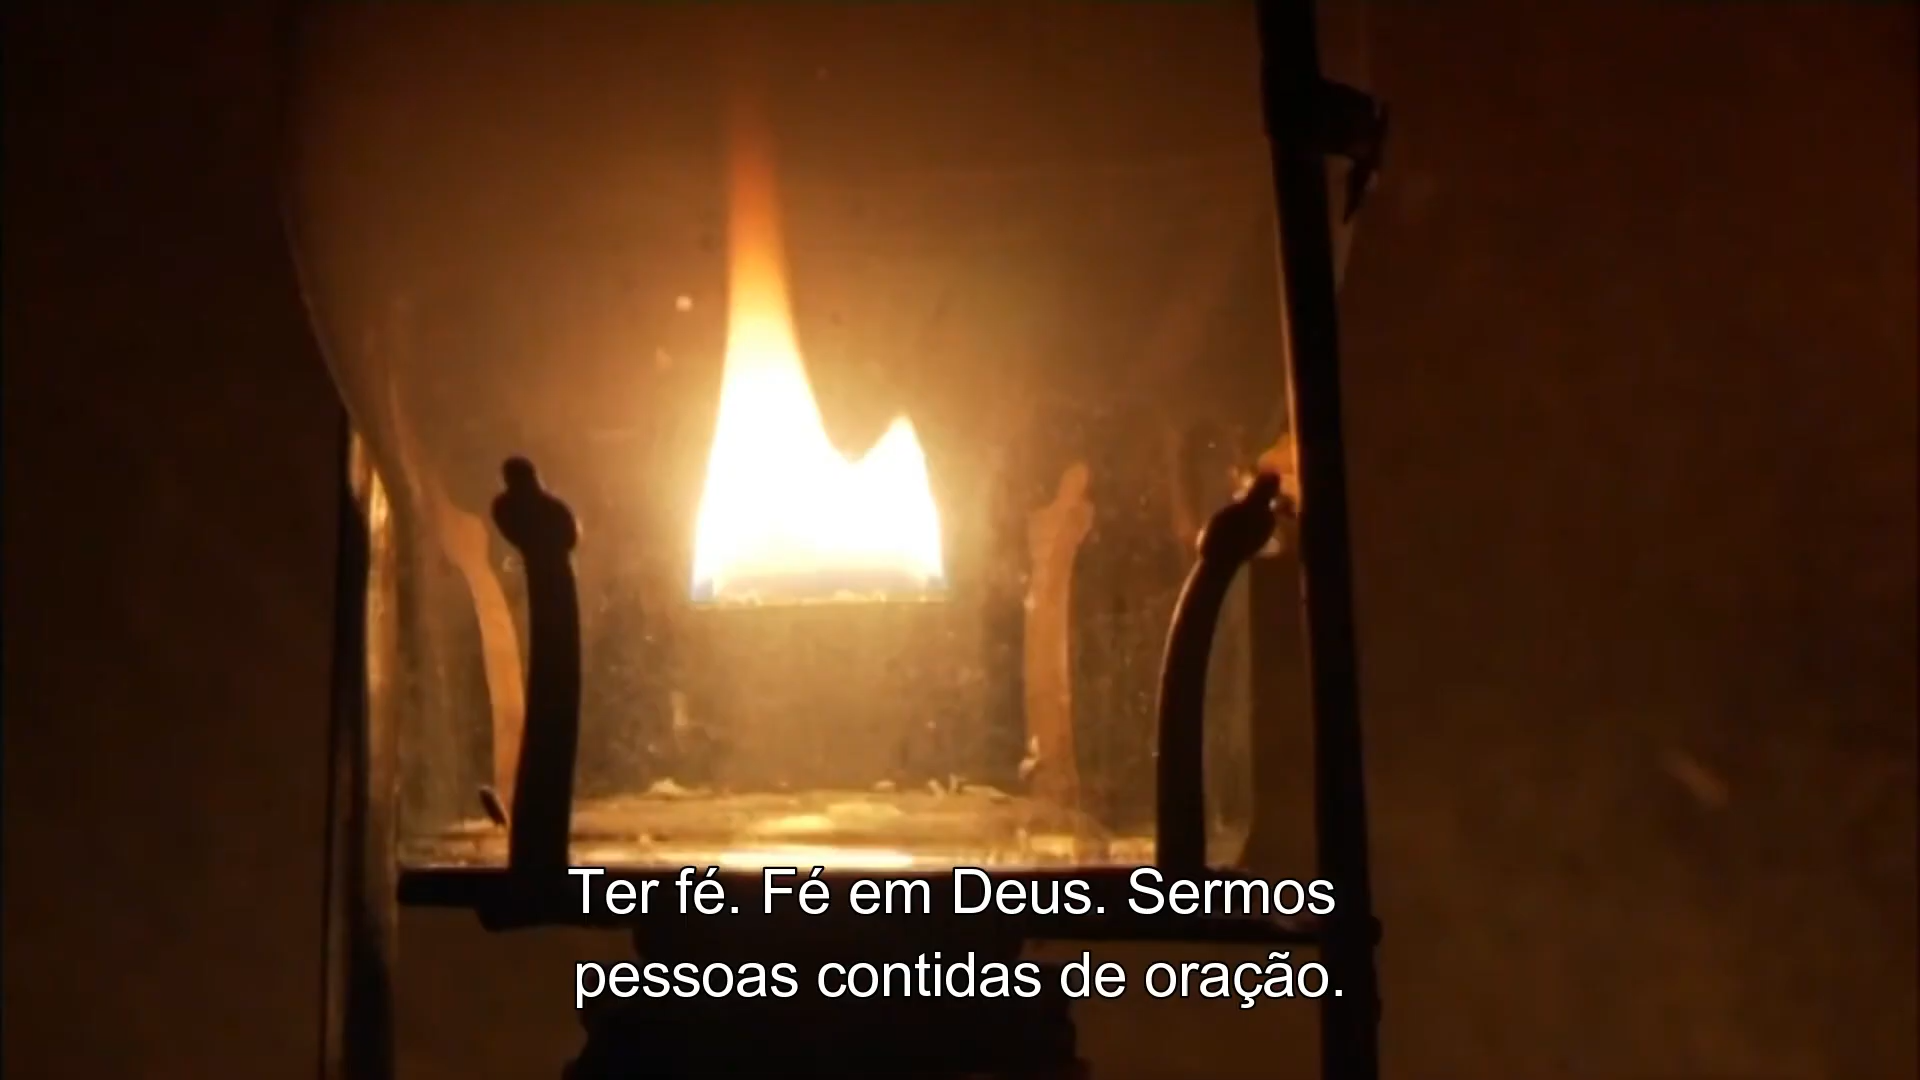 Ter fé. Fé em Deus. Sermos
pessoas contidas de oração.